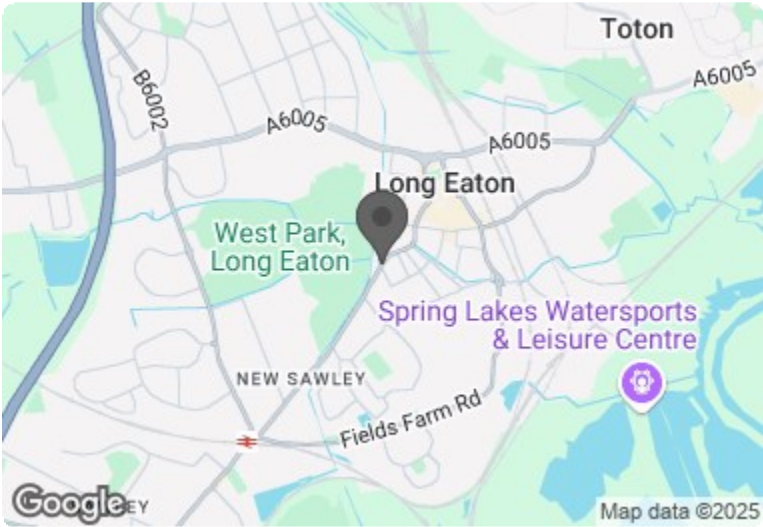 Toton
B6002
A6005
A6005
A6005
Long Eaton
West Park,
Long Eaton
Spring Lakes Watersports
& Leisure Centre
NEW SAWLEY
Fields Farm Rd
Google
Map data ©2025